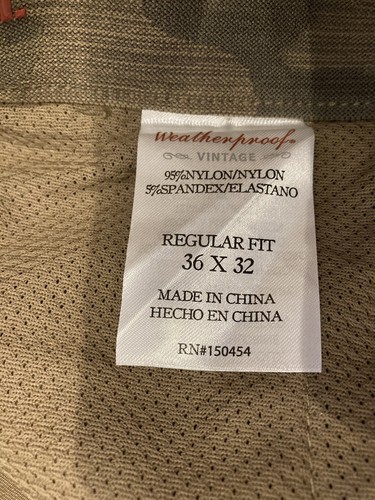 Weatherproof®
VINTAGE
95%NYLON/NYLON
5%SPANDEX/ELASTANO
REGULAR FIT
36 X 32
MADE IN CHINA
HECHO EN CHINA
RN#150454